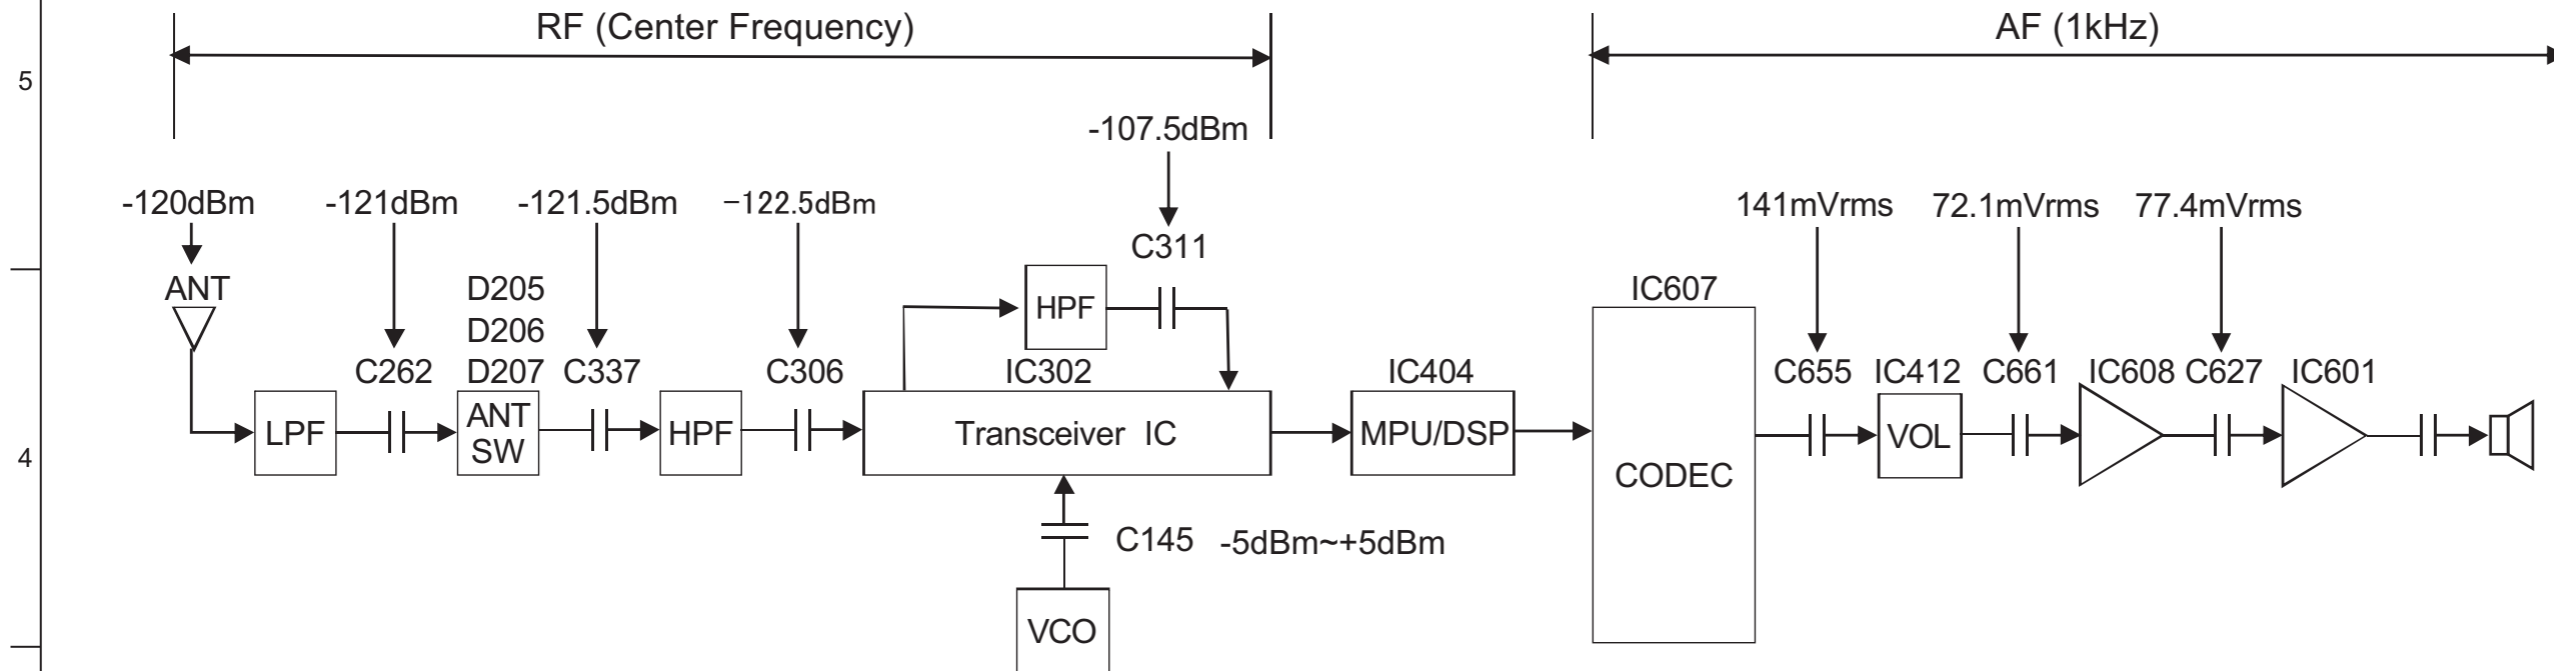 RF (Center Frequency)
AF (1kHz)
5
-107.5dBm
-120dBm
-121dBm
-121.5dBm
−122.5dBm
141mVrms
72.1mVrms
77.4mVrms
C311
ANT
D205
D206
D207
HPF
IC607
C262
C337
C306
IC302
IC404
C655
IC412
C661
IC608
C627
IC601
LPF
ANT
SW
HPF
Transceiver IC
MPU/DSP
VOL
4
CODEC
C145
-5dBm~+5dBm
VCO